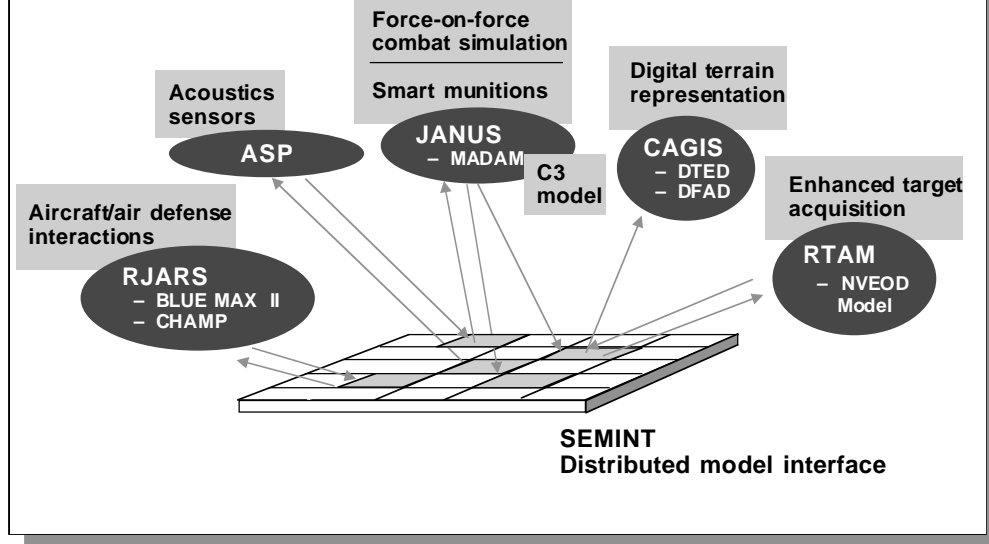 Force-on-force
combat simulation
Smart munitions
JANUS
– MADAM
C3
model
Digital terrain
representation
CAGIS
– DTED
– DFAD
Acoustics
sensors
ASP
Enhanced target
acquisition
RTAM
– NVEOD
Model
Aircraft/air defense
interactions
RJARS
– BLUE MAX II
– CHAMP
SEMINT
Distributed model interface